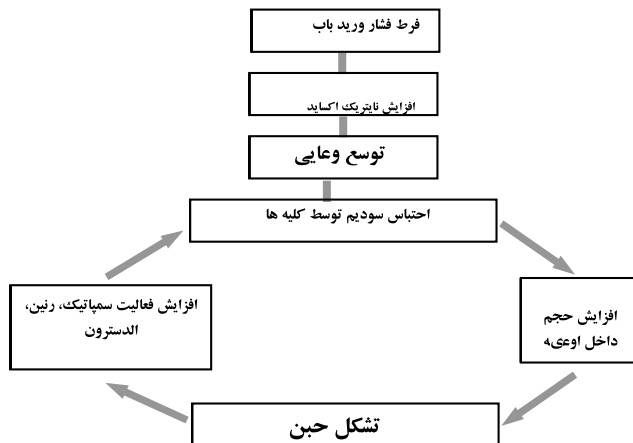 فرط فشار ورید باب
افزایش نایتریک اکساید
توسع وعایی
احتباس سودیم توسط کلیه ها
افزایش حجم
داخل اوعیه
افزایش فعالیت سمپاتیک، رنین،
الدسترون
تشکل حبن